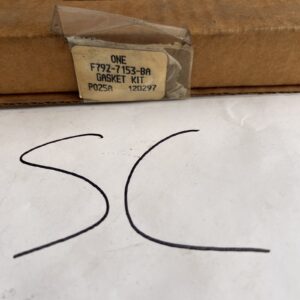 ONE
F79Z-7153-BA
GASKET KIT
P025A 120297
SC